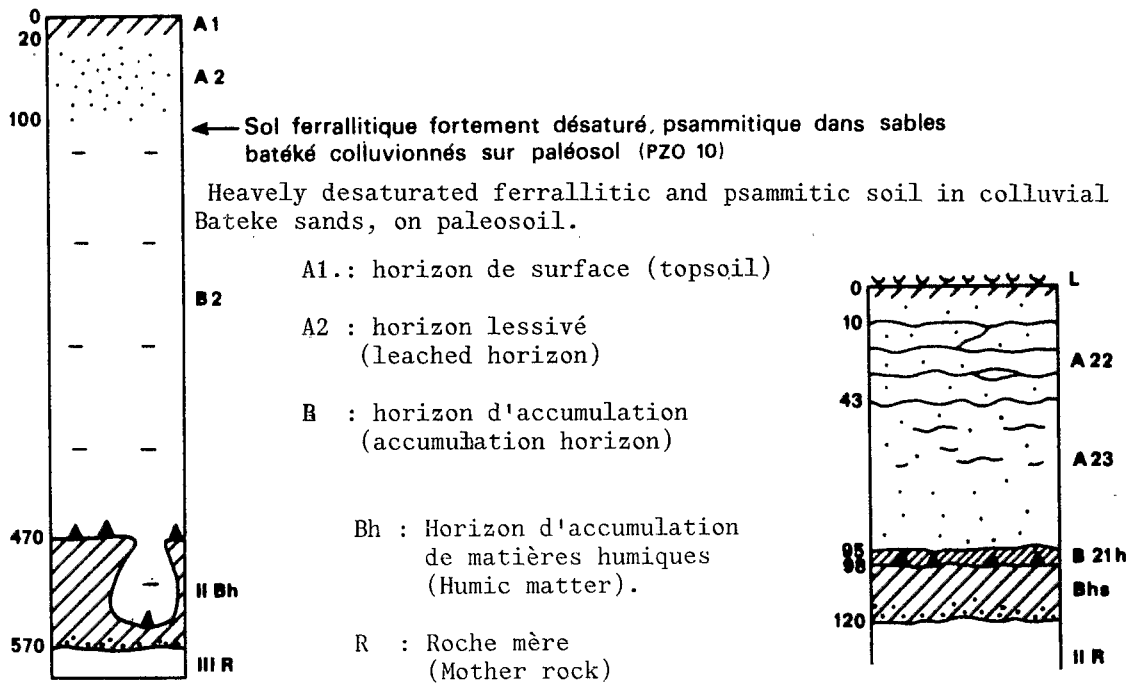 0
20
100
470
570
A1
A2
B2
II Bh
III R
Sol ferrallitique fortement désaturé, psammitique dans sables
batéké colluvionnés sur paléosol (PZO 10)
Heavely desaturated ferrallitic and psammitic soil in colluvial
Bateke sands, on paleosoil.
A1.: horizon de surface (topsoil)
A2 : horizon lessivé
(leached horizon)
B : horizon d'accumulation
(accumulation horizon)
Bh : Horizon d'accumulation
de matières humiques
(Humic matter).
R : Roche mère
(Mother rock)
0
10
43
95
98
120
L
A 22
A 23
B 21h
Bhs
II R